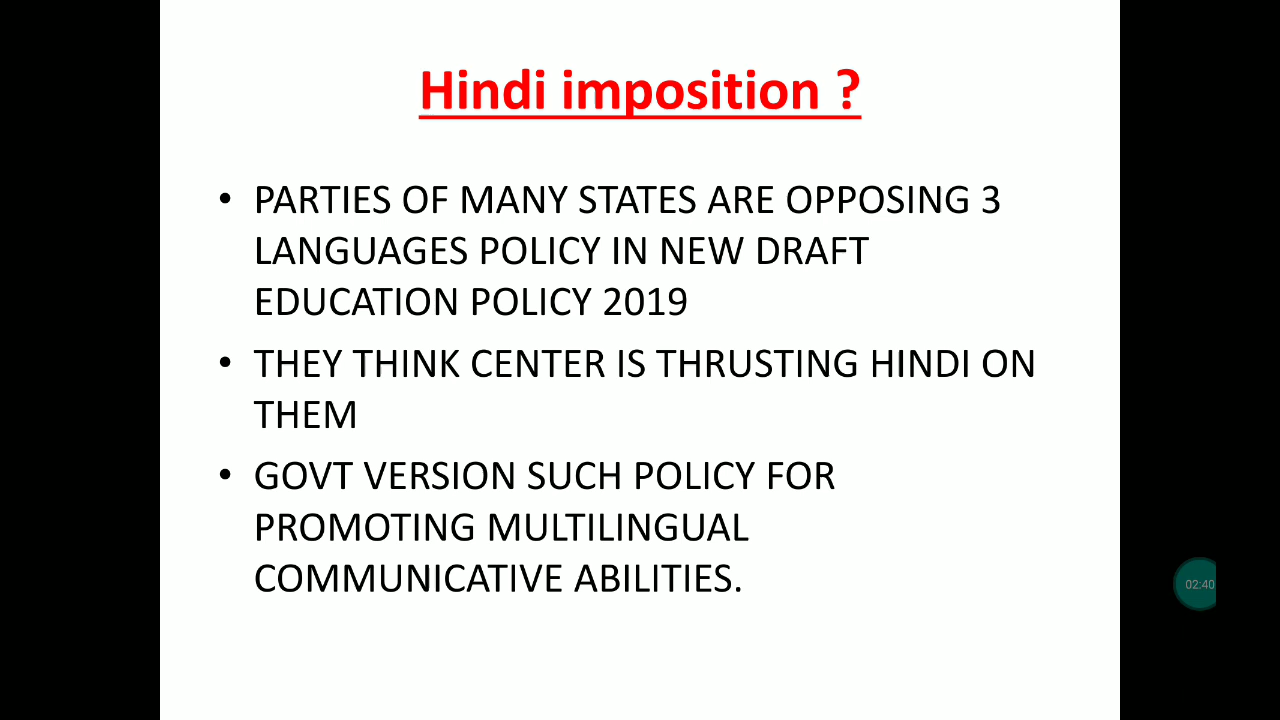 Hindi imposition ?
• PARTIES OF MANY STATES ARE OPPOSING 3
LANGUAGES POLICY IN NEW DRAFT
EDUCATION POLICY 2019
• THEY THINK CENTER IS THRUSTING HINDI ON
THEM
• GOVT VERSION SUCH POLICY FOR
PROMOTING MULTILINGUAL
COMMUNICATIVE ABILITIES.
02:40